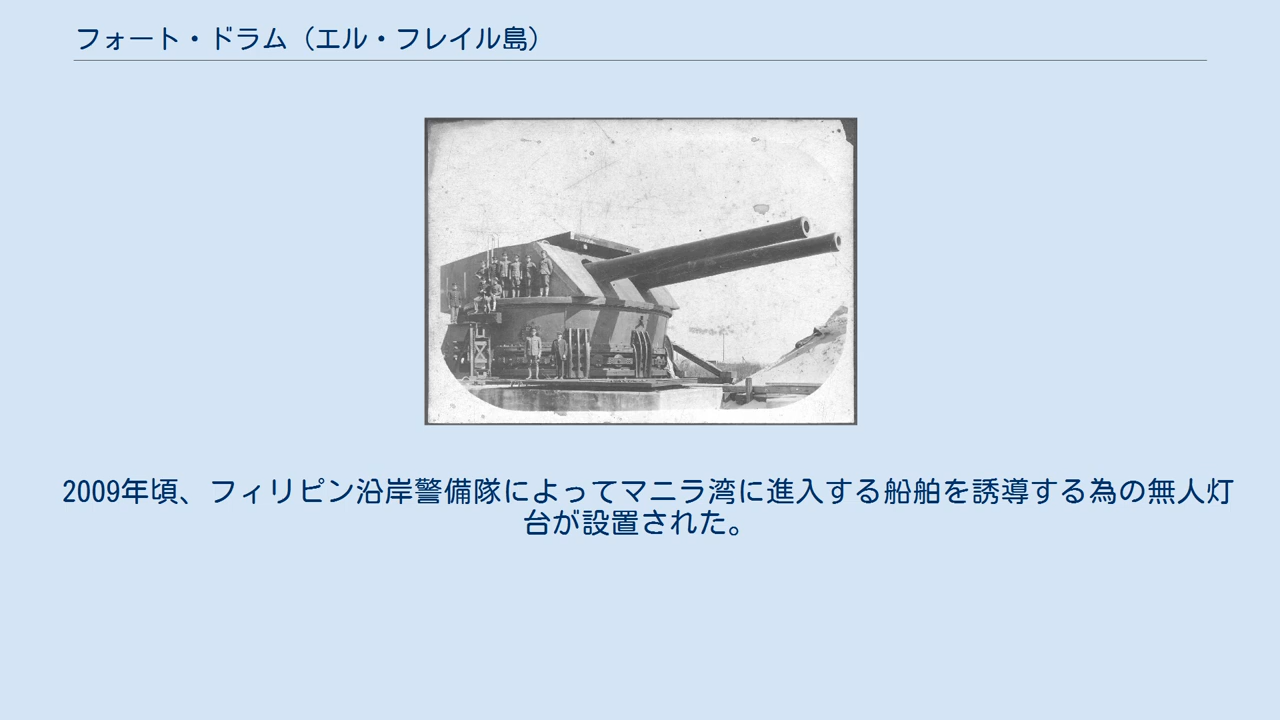 フォート・ドラム（エル・フレイル島）
2009年頃、フィリピン沿岸警備隊によってマニラ湾に進入する船舶を誘導する為の無人灯
台が設置された。